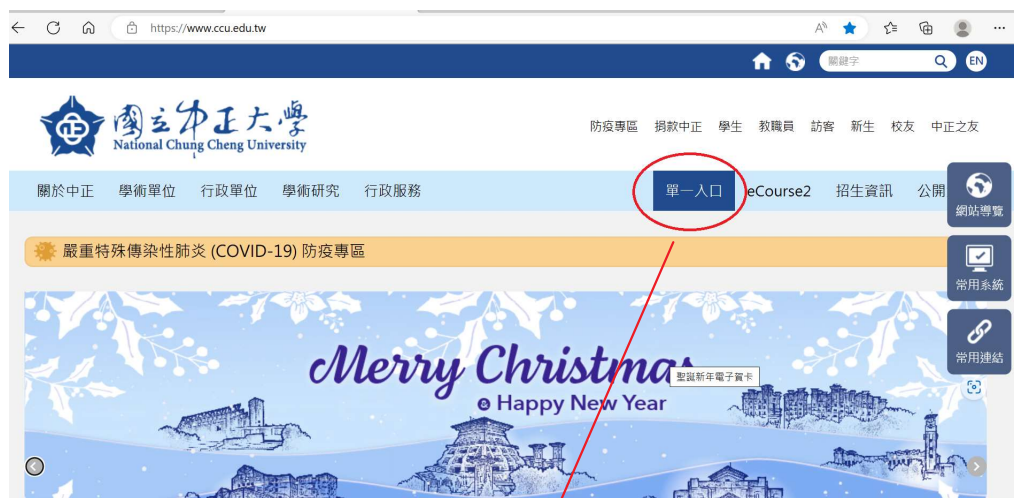 https://www.ccu.edu.tw
關鍵字
EN
國立中正大學
National Chung Cheng University
防疫專區 捐款中正 學生 教職員 訪客 新生 校友 中正之友
關於中正 學術單位 行政單位 學術研究 行政服務 單一入口 eCourse2 招生資訊 公開
網站導覽
嚴重特殊傳染性肺炎 (COVID-19) 防疫專區
常用系統
常用連結
Merry Christmas
聖誕新年電子賀卡
& Happy New Year